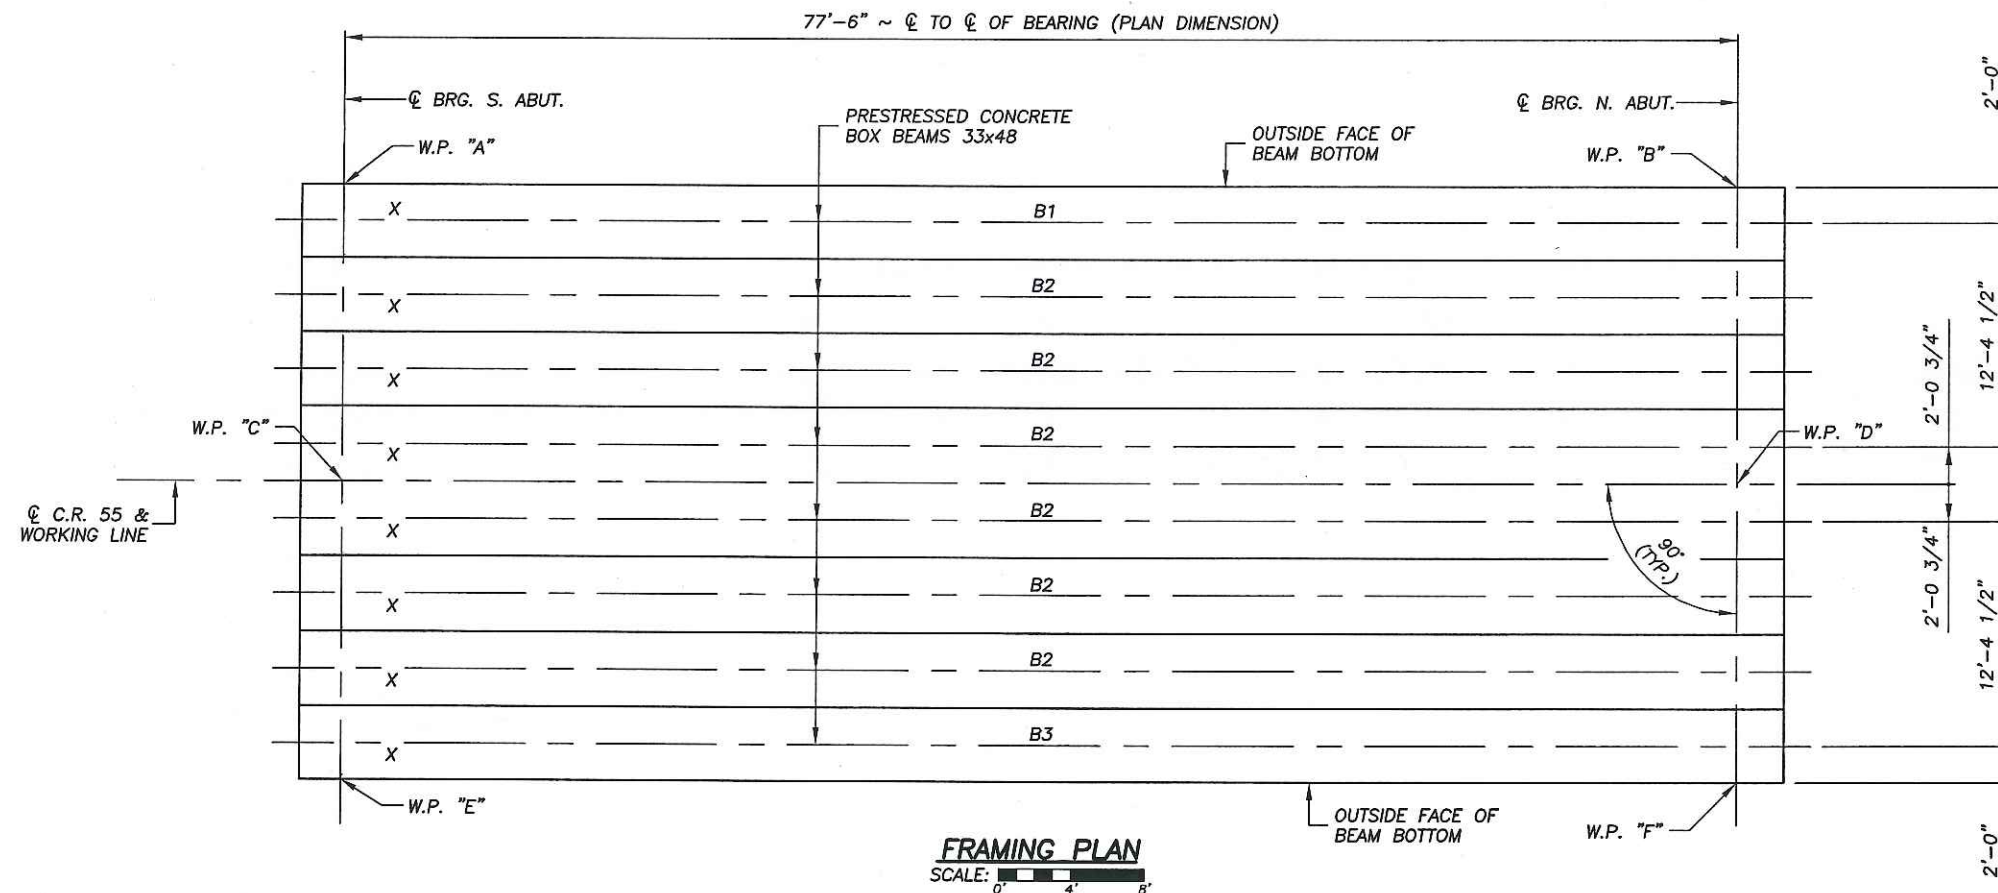 77'-6" ~ ℄ TO ℄ OF BEARING (PLAN DIMENSION)
℄ BRG. S. ABUT.
℄ BRG. N. ABUT.
2'-0"
PRESTRESSED CONCRETE
BOX BEAMS 33x48
OUTSIDE FACE OF
BEAM BOTTOM
W.P. "A"
W.P. "B"
X
B1
X
B2
X
B2
X
B2
W.P. "C"
W.P. "D"
2'-0 3/4"
12'-4 1/2"
℄ C.R. 55 &
WORKING LINE
X
B2
90°
(TYP.)
2'-0 3/4"
12'-4 1/2"
X
B2
X
B2
X
B3
W.P. "E"
OUTSIDE FACE OF
BEAM BOTTOM
W.P. "F"
2'-0"
FRAMING PLAN
SCALE:
0' 4' 8'